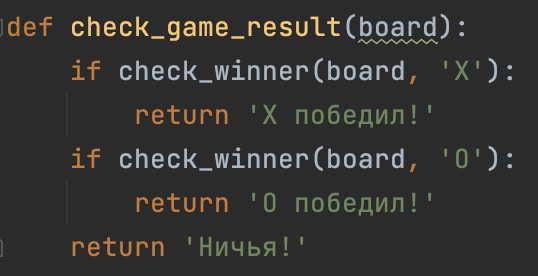 def check_game_result(board):
    if check_winner(board, 'X'):
        return 'X победил!'
    if check_winner(board, 'O'):
        return 'O победил!'
    return 'Ничья!'